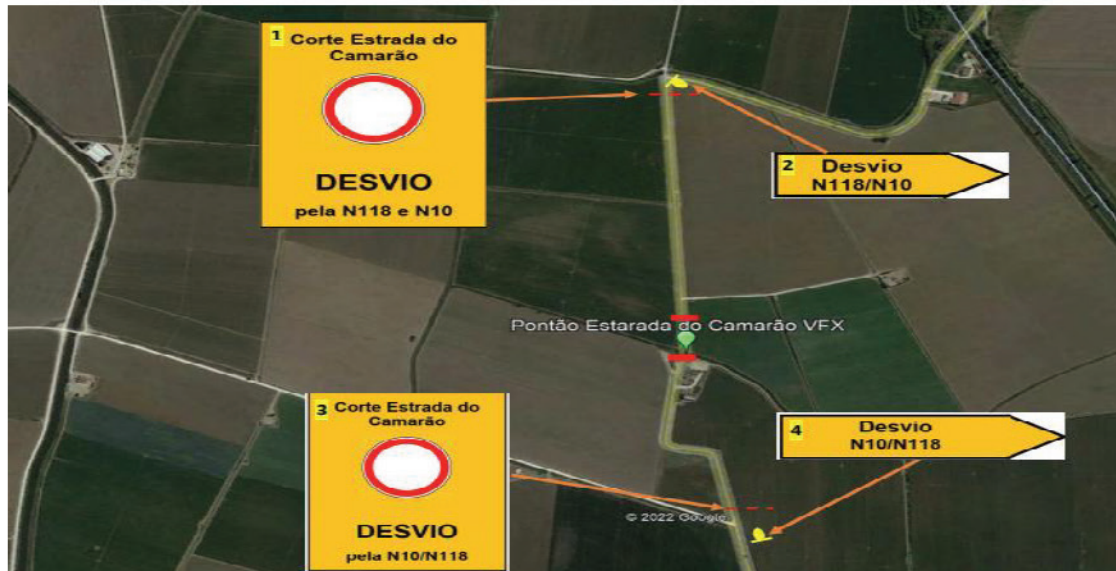 1 Corte Estrada do
Camarão
DESVIO
pela N118 e N10
2 Desvio
N118/N10
Pontão Estarada do Camarão VFX
3 Corte Estrada do
Camarão
DESVIO
pela N10/N118
4 Desvio
N10/N118
© 2022 Google